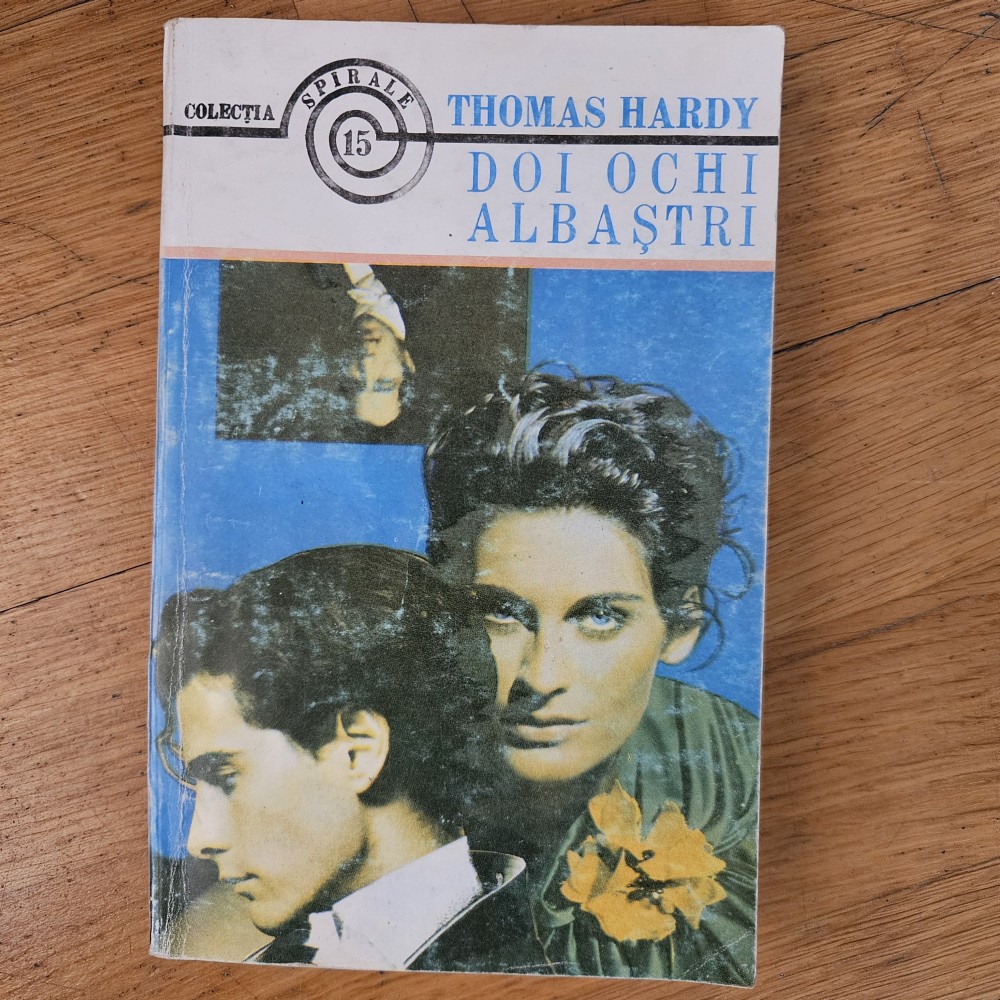 COLECȚIA
SPIRALE
15
THOMAS HARDY
DOI OCHI
ALBAȘTRI